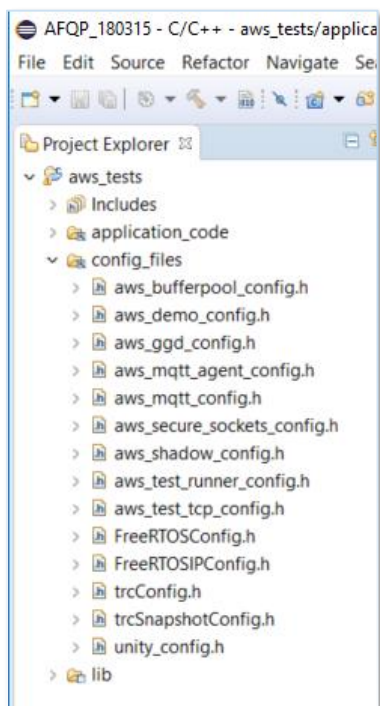 AFQP_180315 - C/C++ - aws_tests/applica
File Edit Source Refactor Navigate Sea
Project Explorer
aws_tests
Includes
application_code
config_files
aws_bufferpool_config.h
aws_demo_config.h
aws_ggd_config.h
aws_mqtt_agent_config.h
aws_mqtt_config.h
aws_secure_sockets_config.h
aws_shadow_config.h
aws_test_runner_config.h
aws_test_tcp_config.h
FreeRTOSConfig.h
FreeRTOSIPConfig.h
trcConfig.h
trcSnapshotConfig.h
unity_config.h
lib